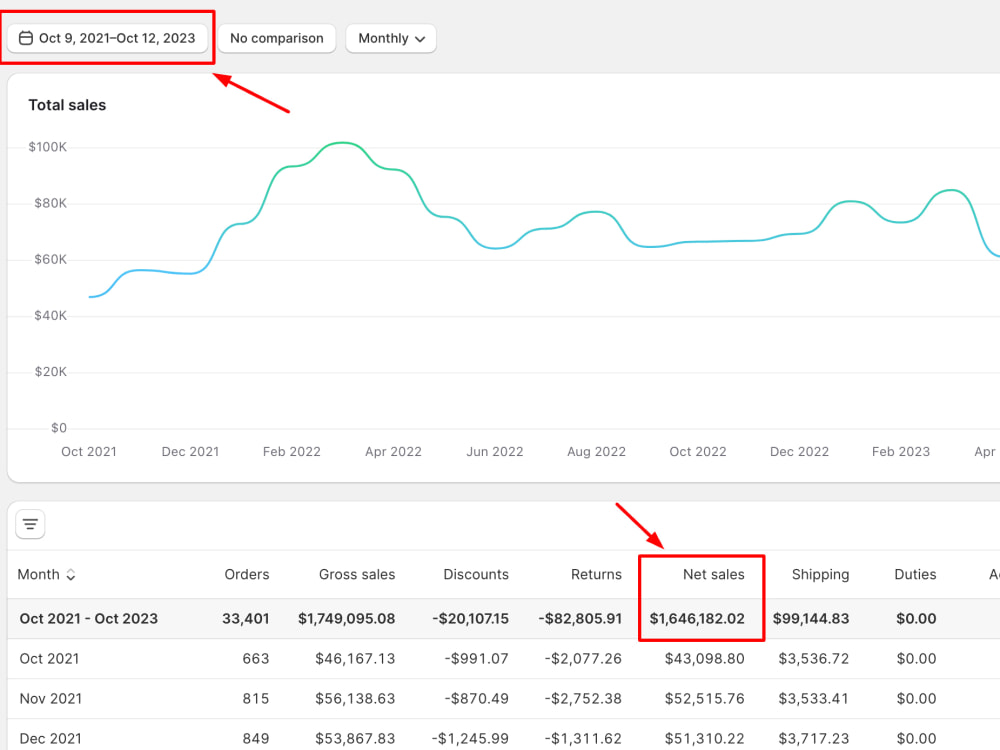 Oct 9, 2021–Oct 12, 2023 No comparison Monthly
Total sales
$100K
$80K
$60K
$40K
$20K
$0
Oct 2021 Dec 2021 Feb 2022 Apr 2022 Jun 2022 Aug 2022 Oct 2022 Dec 2022 Feb 2023 Apr
Month Orders Gross sales Discounts Returns Net sales Shipping Duties
Oct 2021 - Oct 2023 33,401 $1,749,095.08 -$20,107.15 -$82,805.91 $1,646,182.02 $99,144.83 $0.00
Oct 2021 663 $46,167.13 -$991.07 -$2,077.26 $43,098.80 $3,536.72 $0.00
Nov 2021 815 $56,138.63 -$870.49 -$2,752.38 $52,515.76 $3,533.41 $0.00
Dec 2021 849 $53,867.83 -$1,245.99 -$1,311.62 $51,310.22 $3,717.23 $0.00